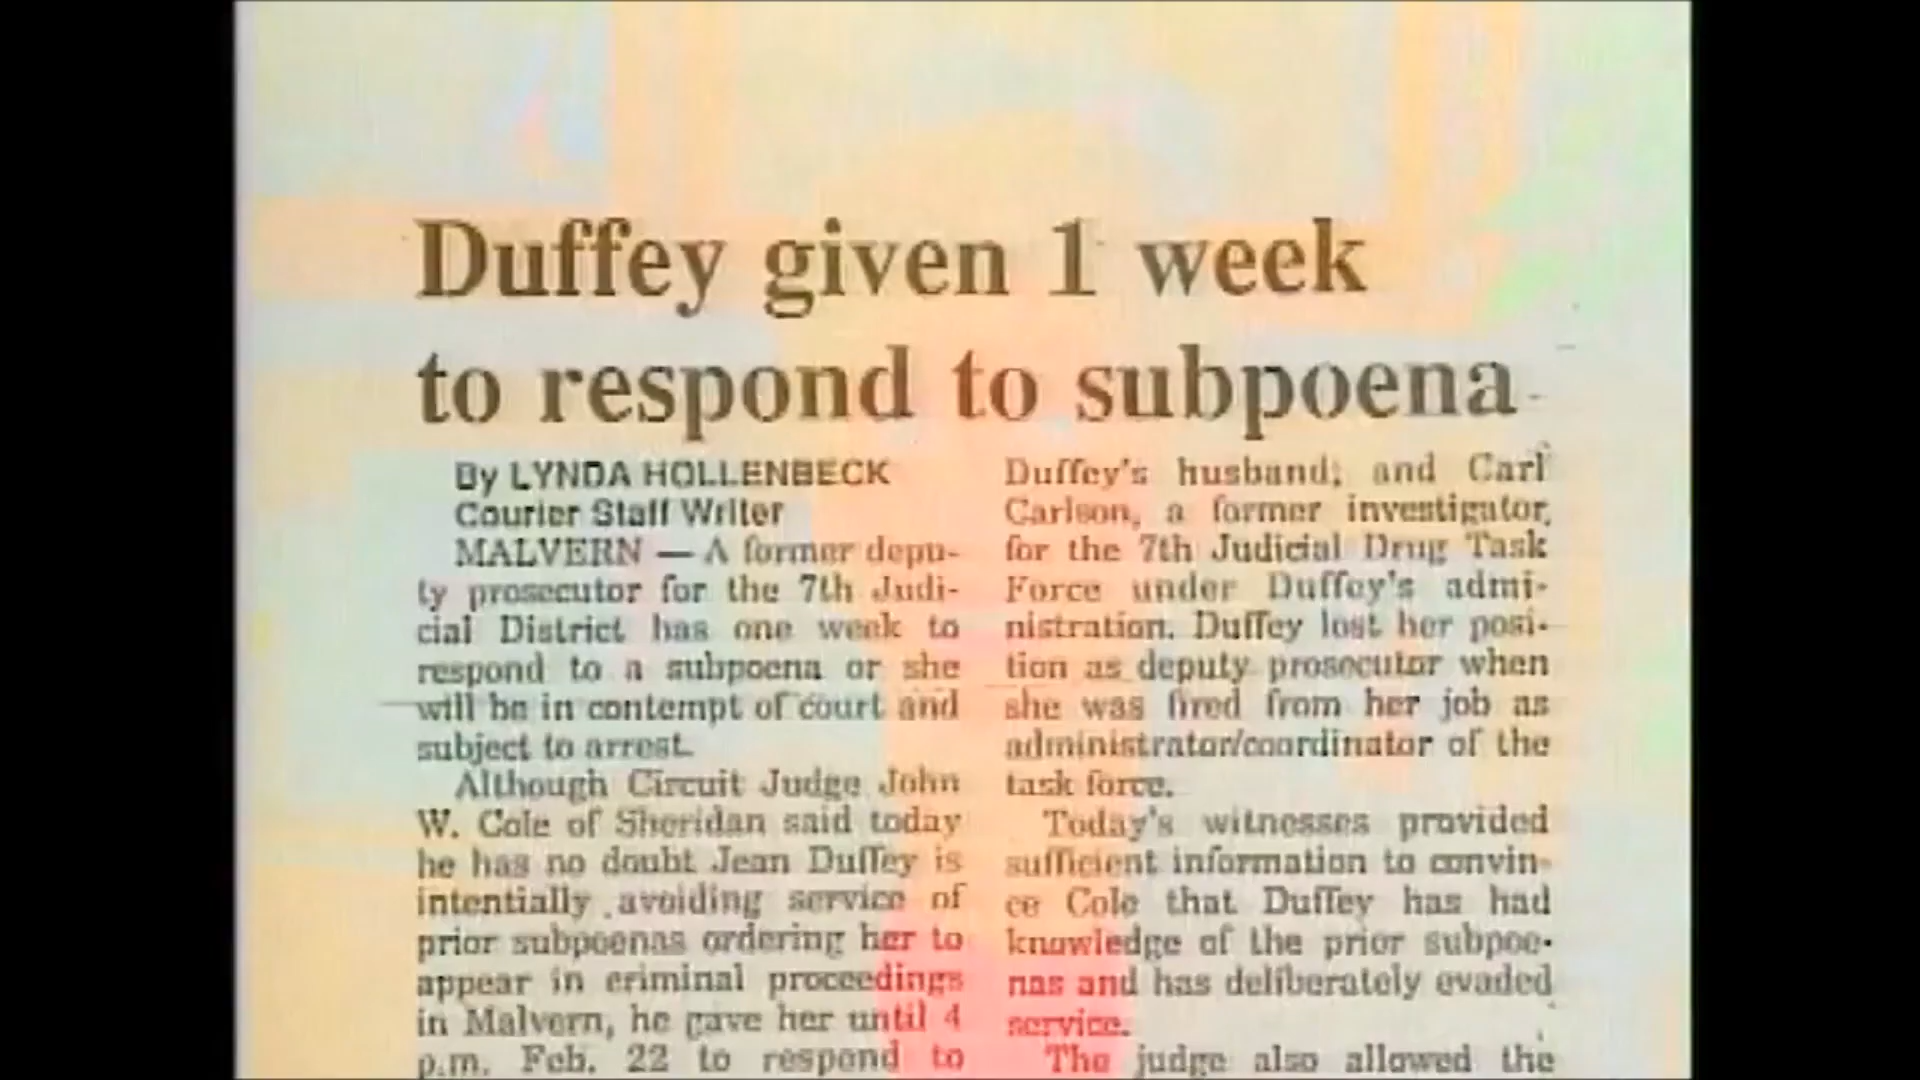 Duffey given 1 week
to respond to subpoena
By LYNDA HOLLENBECK
Courier Staff Writer
MALVERN — A former depu-
ty prosecutor for the 7th Judi-
cial District has one week to
respond to a subpoena or she
will be in contempt of court and
subject to arrest.
Although Circuit Judge John
W. Cole of Sheridan said today
he has no doubt Jean Duffey is
intentially avoiding service of
prior subpoenas ordering her to
appear in criminal proceedings
in Malvern, he gave her until 4
p.m. Feb. 22 to respond to
Duffey's husband; and Carl
Carlson, a former investigator,
for the 7th Judicial Drug Task
Force under Duffey's admi-
nistration. Duffey lost her posi-
tion as deputy prosecutor when
she was fired from her job as
administrator/coordinator of the
task force.
Today's witnesses provided
sufficient information to convin-
ce Cole that Duffey has had
knowledge of the prior subpoe-
nas and has deliberately evaded
service.
The judge also allowed the